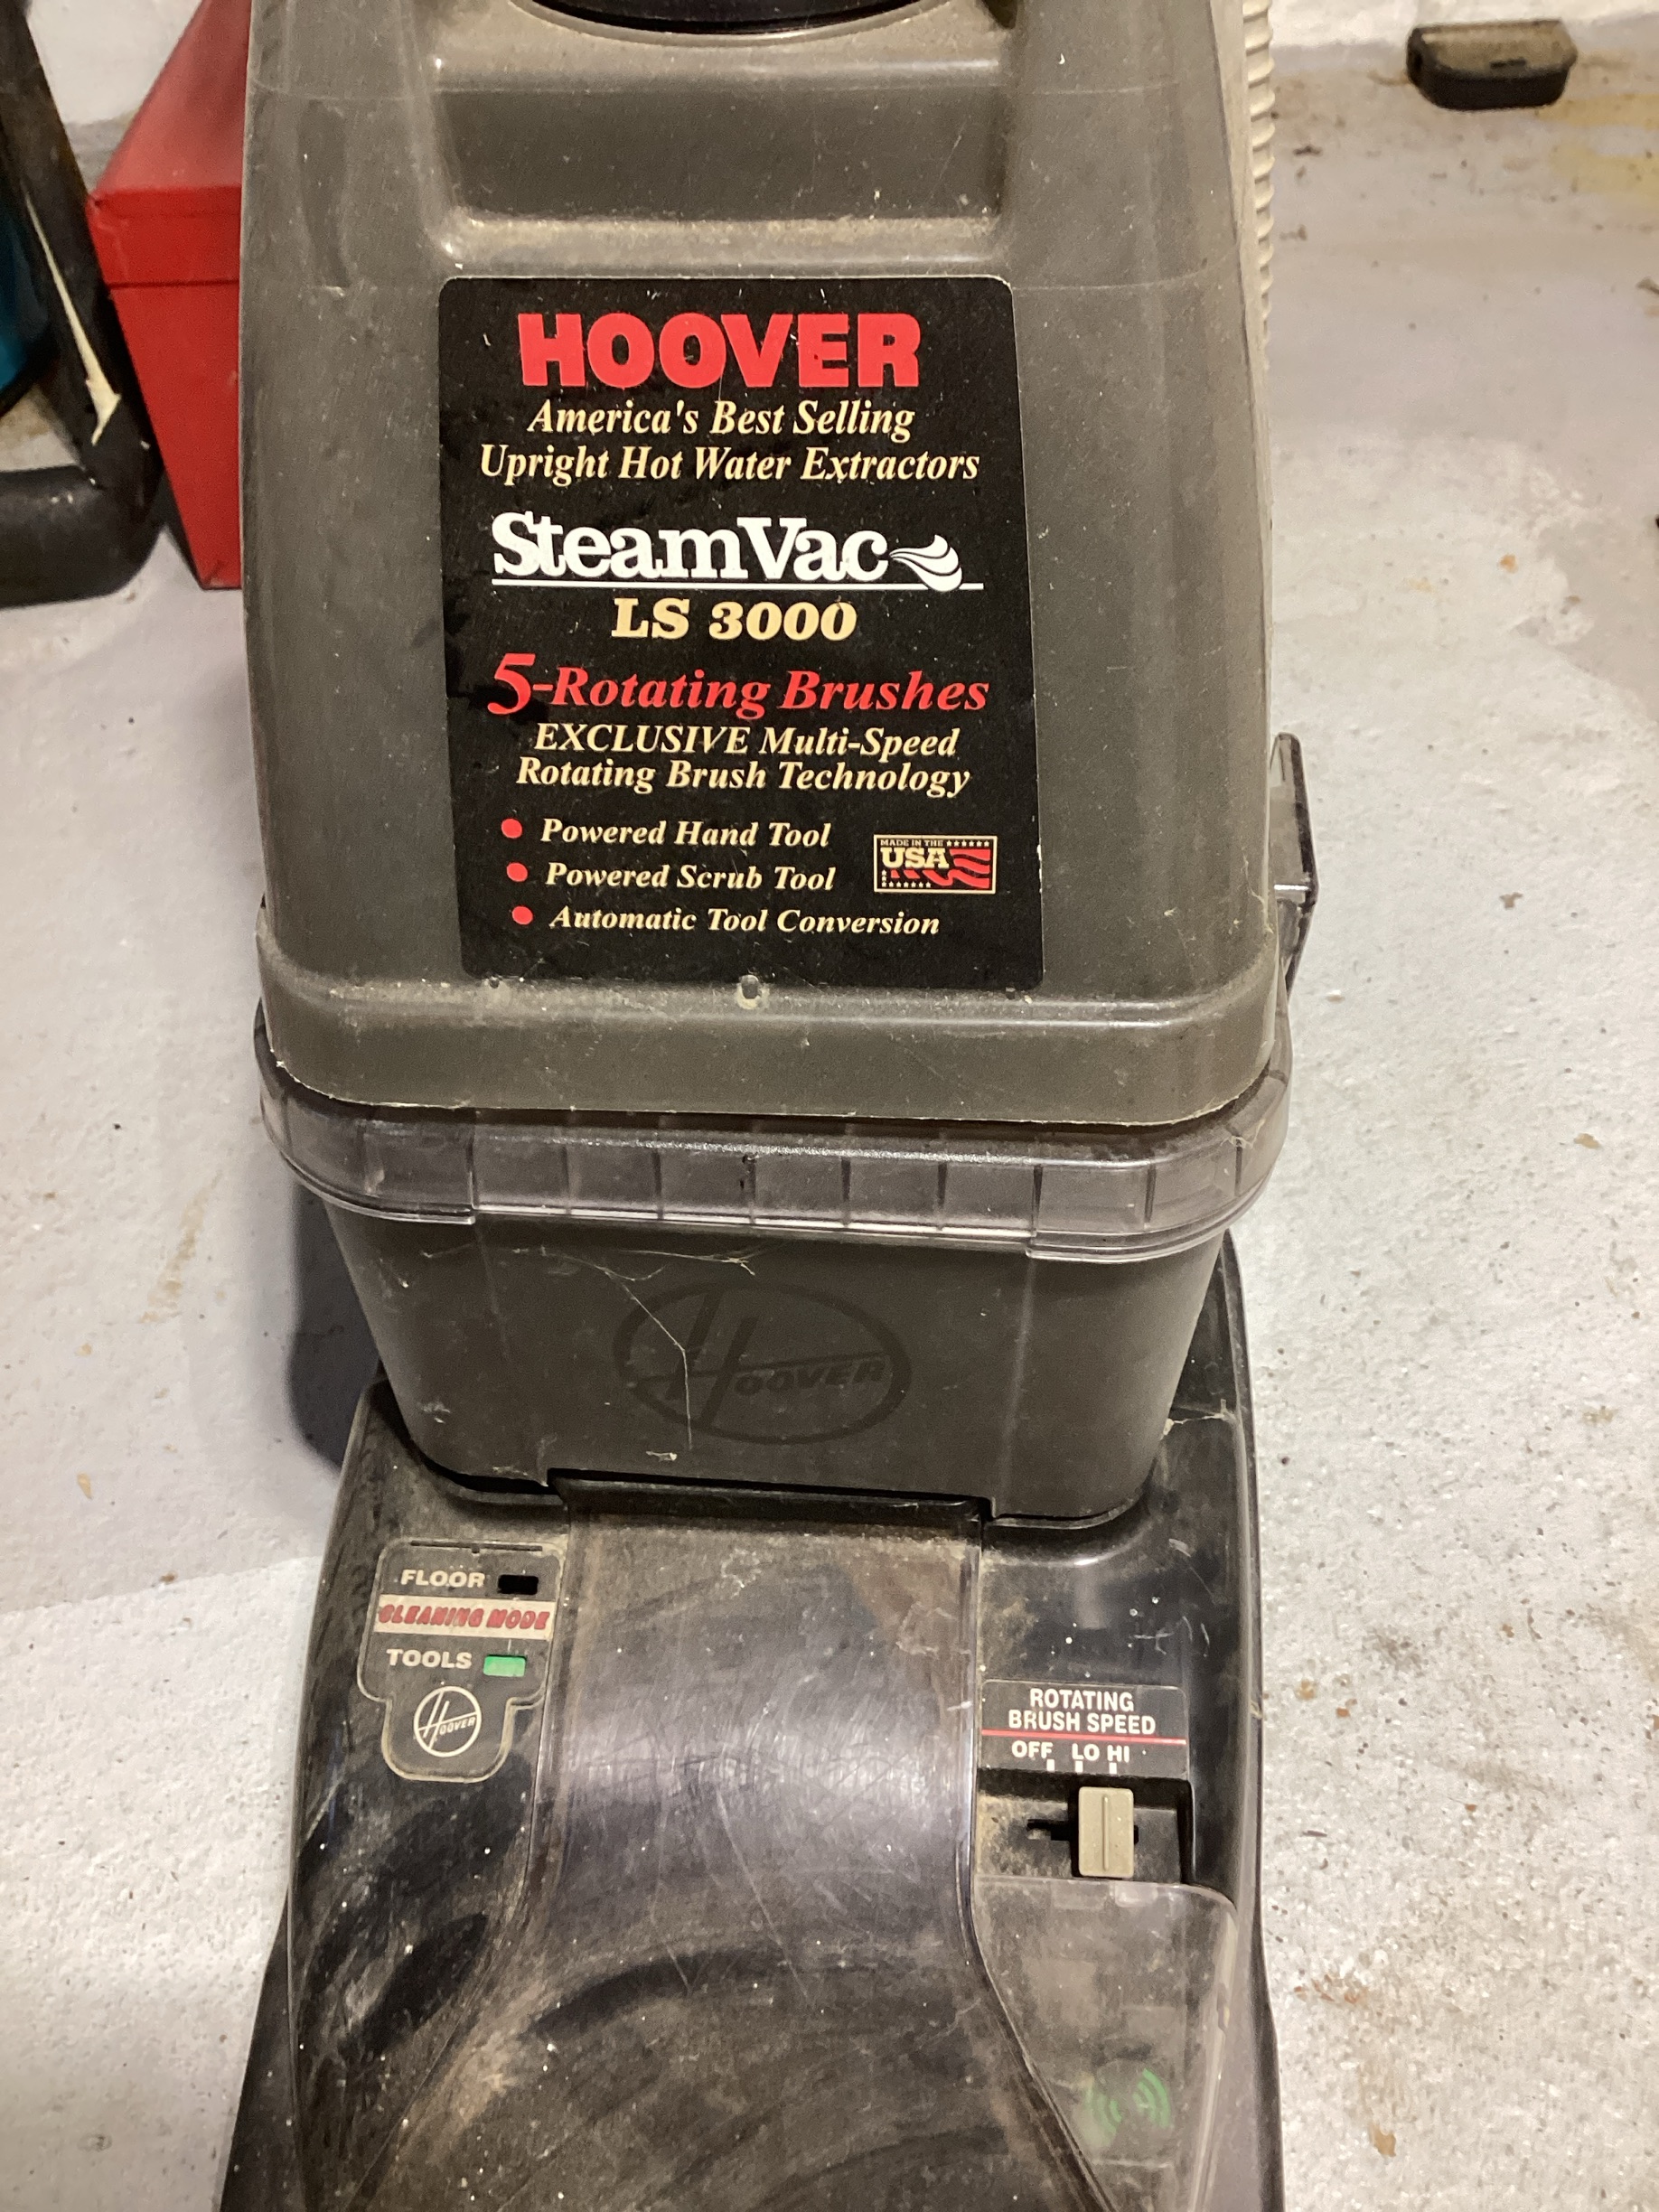 HOOVER
America's Best Selling
Upright Hot Water Extractors
SteamVac
LS 3000
5-Rotating Brushes
EXCLUSIVE Multi-Speed
Rotating Brush Technology
Powered Hand Tool
Powered Scrub Tool
Automatic Tool Conversion
MADE IN THE
USA
HOOVER
FLOOR
CLEANING MODE
TOOLS
HOOVER
ROTATING
BRUSH SPEED
OFF LO HI